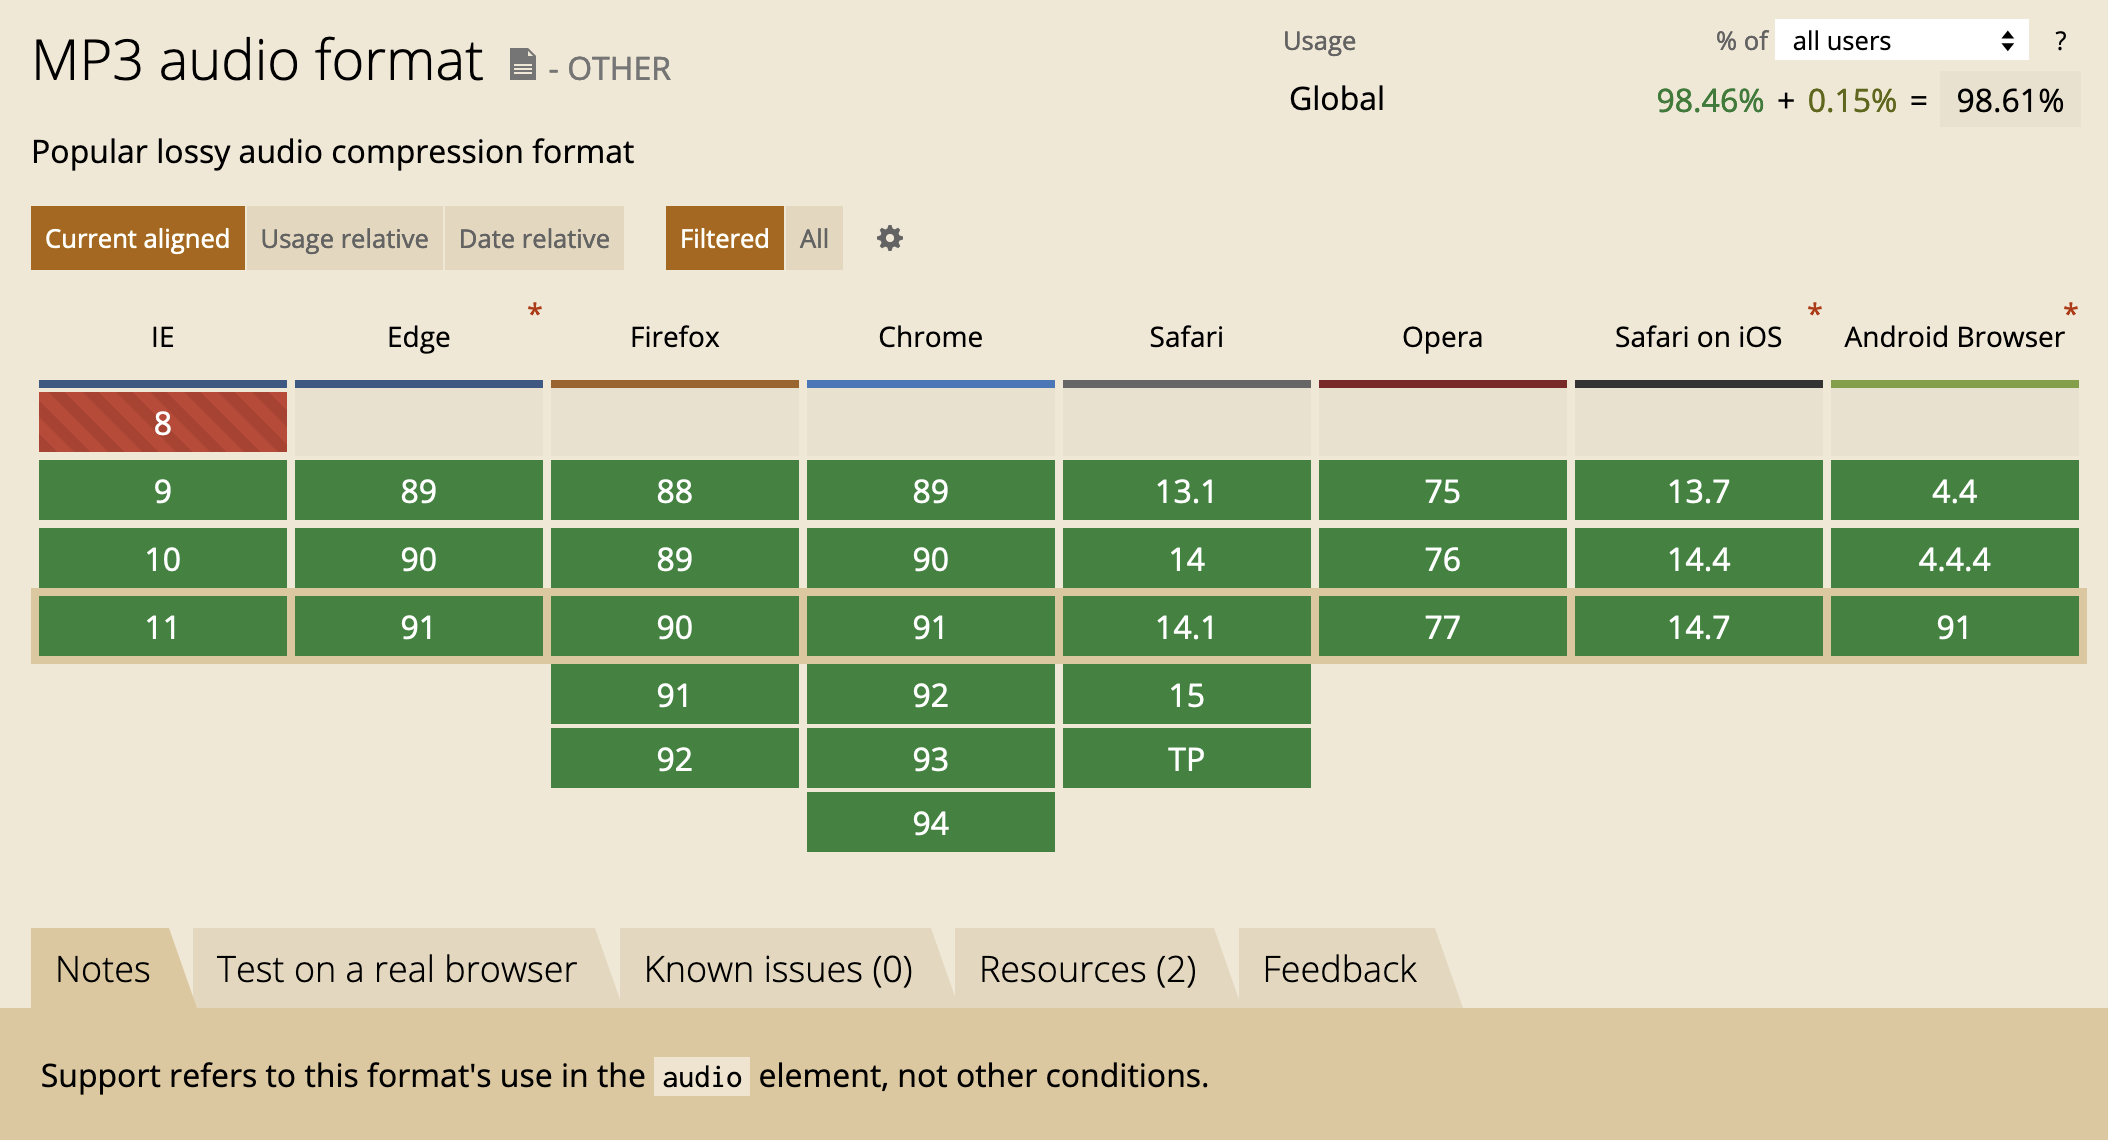 MP3 audio format - OTHER
Usage % of all users ?
Global 98.46% + 0.15% = 98.61%
Popular lossy audio compression format
Current aligned Usage relative Date relative Filtered All
* * *
IE Edge Firefox Chrome Safari Opera Safari on iOS Android Browser
8
9 89 88 89 13.1 75 13.7 4.4
10 90 89 90 14 76 14.4 4.4.4
11 91 90 91 14.1 77 14.7 91
91 92 15
92 93 TP
94
Notes Test on a real browser Known issues (0) Resources (2) Feedback
Support refers to this format's use in the audio element, not other conditions.